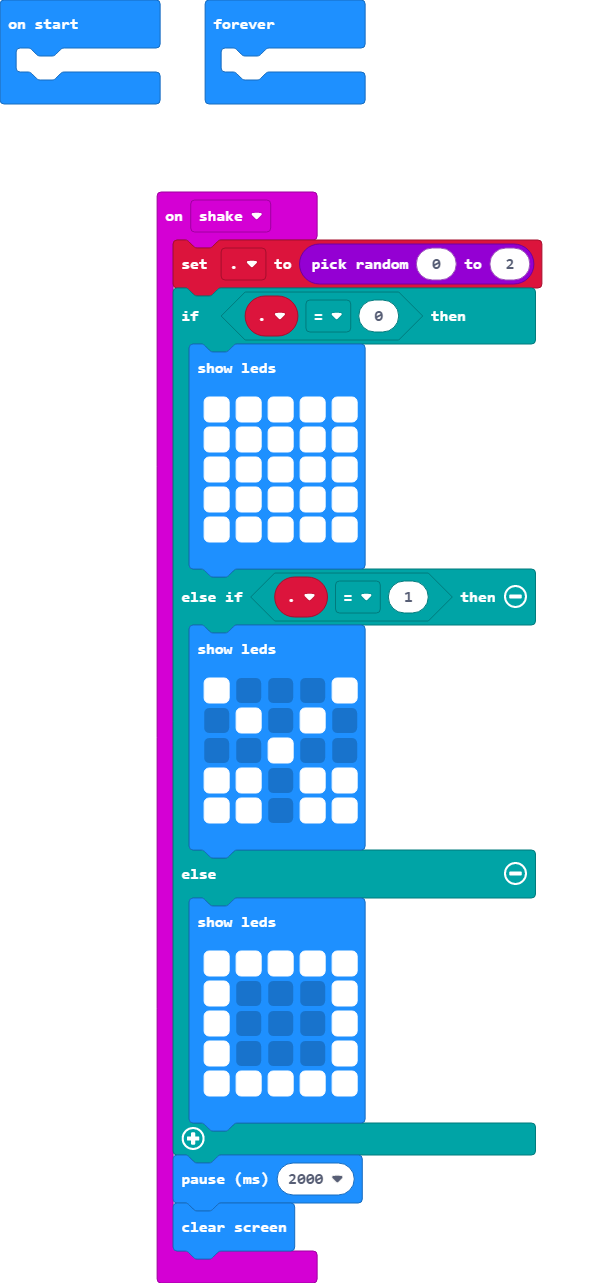 on start
forever
on shake
set . to pick random 0 to 2
if . = 0 then
show leds
else if . = 1 then
show leds
else
show leds
pause (ms) 2000
clear screen